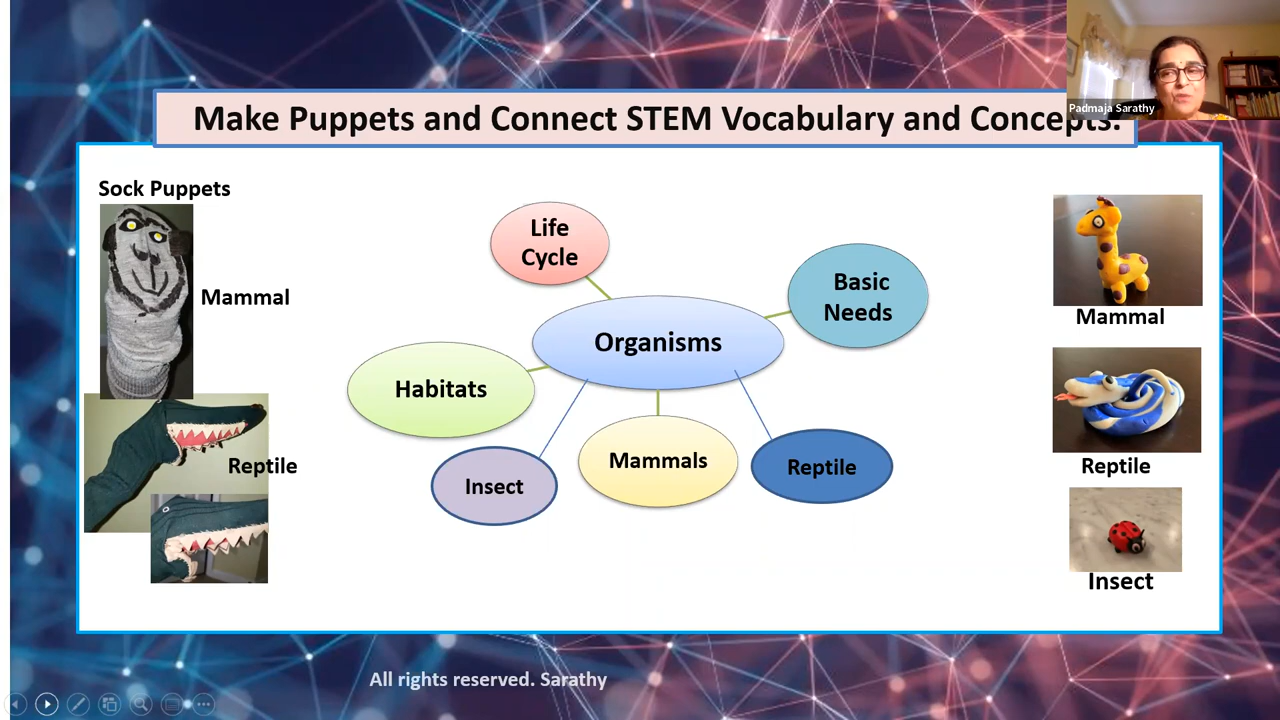 Make Puppets and Connect STEM Vocabulary and Concepts.
Padmaja Sarathy
Sock Puppets
Mammal
Reptile
Life
Cycle
Basic
Needs
Organisms
Habitats
Insect
Mammals
Reptile
Mammal
Reptile
Insect
All rights reserved. Sarathy